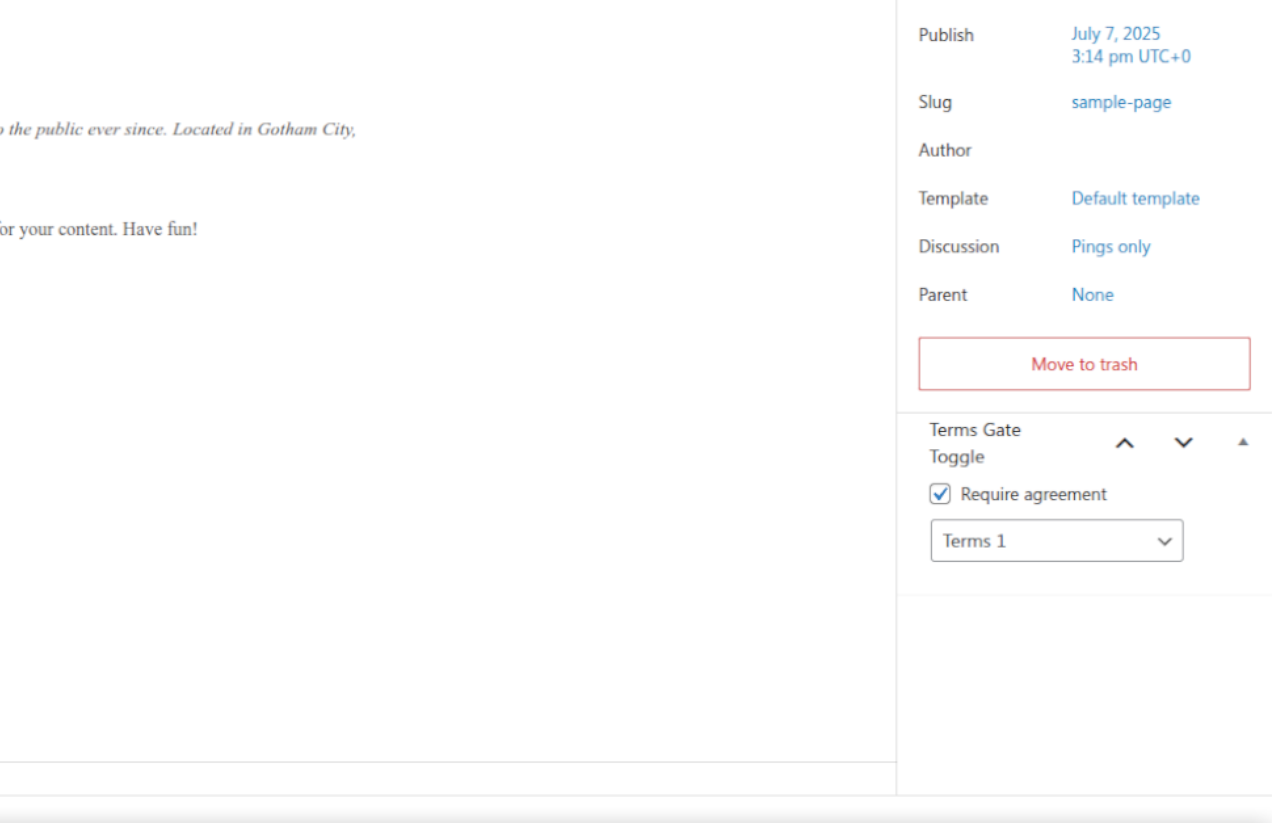 the public ever since. Located in Gotham City,
your content. Have fun!
Publish July 7, 2025
3:14 pm UTC+0
Slug sample-page
Author
Template Default template
Discussion Pings only
Parent None
Move to trash
Terms Gate
Toggle
Require agreement
Terms 1